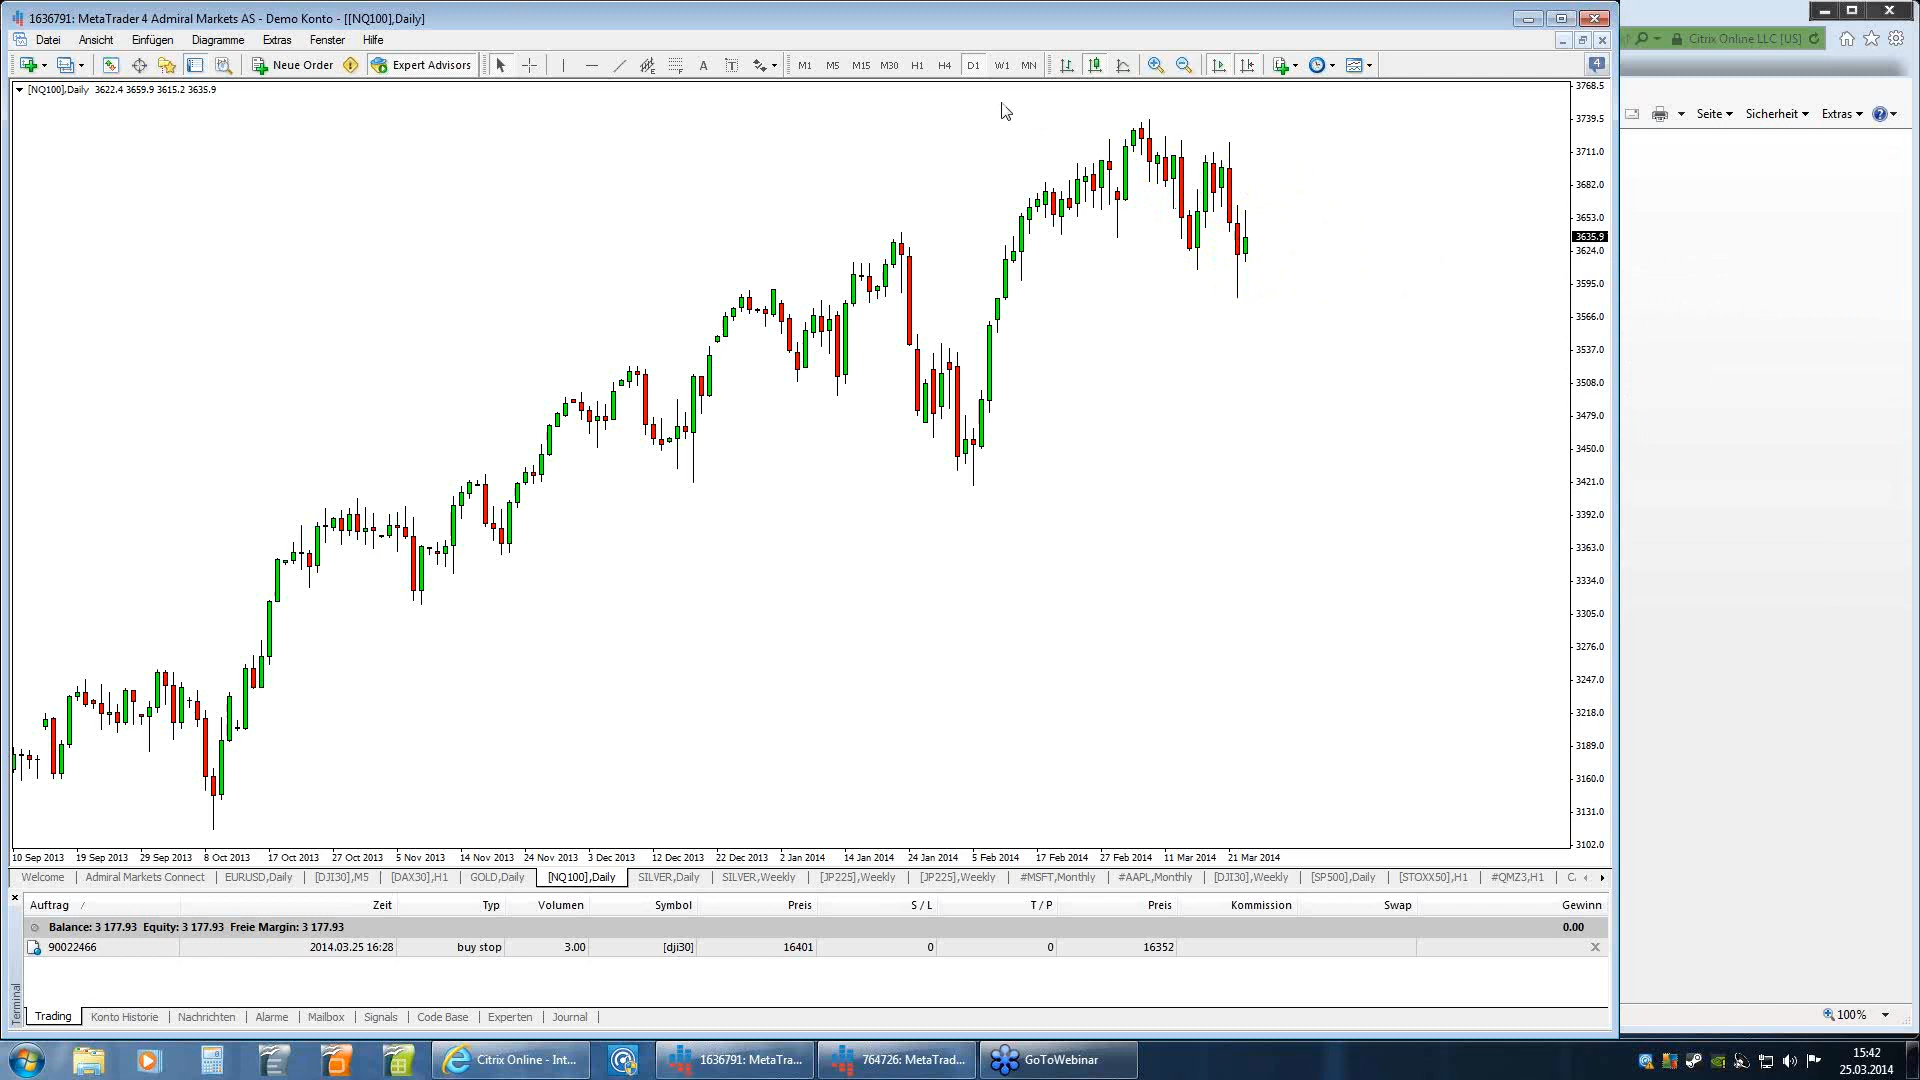 1636791: MetaTrader 4 Admiral Markets AS - Demo Konto - [[NQ100],Daily]
Citrix Online LLC [US]
Datei Ansicht Einfügen Diagramme Extras Fenster Hilfe
Neue Order Expert Advisors A T M1 M5 M15 M30 H1 H4 D1 W1 MN 4
Seite Sicherheit Extras
[NQ100],Daily 3622.4 3659.9 3615.2 3635.9
3768.5
3739.5
3711.0
3682.0
3653.0
3635.9
3624.0
3595.0
3566.0
3537.0
3508.0
3479.0
3450.0
3421.0
3392.0
3363.0
3334.0
3305.0
3276.0
3247.0
3218.0
3189.0
3160.0
3131.0
3102.0
10 Sep 2013 19 Sep 2013 29 Sep 2013 8 Oct 2013 17 Oct 2013 27 Oct 2013 5 Nov 2013 14 Nov 2013 24 Nov 2013 3 Dec 2013 12 Dec 2013 22 Dec 2013 2 Jan 2014 14 Jan 2014 24 Jan 2014 5 Feb 2014 17 Feb 2014 27 Feb 2014 11 Mar 2014 21 Mar 2014
Welcome Admiral Markets Connect EURUSD,Daily [DJI30],M5 [DAX30],H1 GOLD,Daily [NQ100],Daily SILVER,Daily SILVER,Weekly [JP225],Weekly [JP225],Weekly #MSFT,Monthly #AAPL,Monthly [DJI30],Weekly [SP500],Daily [STOXX50],H1 #QMZ3,H1
Auftrag / Zeit Typ Volumen Symbol Preis S / L T / P Preis Kommission Swap Gewinn
Balance: 3 177.93 Equity: 3 177.93 Freie Margin: 3 177.93 0.00
90022466 2014.03.25 16:28 buy stop 3.00 [dji30] 16401 0 0 16352
Terminal
Trading Konto Historie Nachrichten Alarme Mailbox Signals Code Base Experten Journal
100%
Citrix Online - Int... 1636791: MetaTra... 764726: MetaTrad... GoToWebinar
15:42
25.03.2014